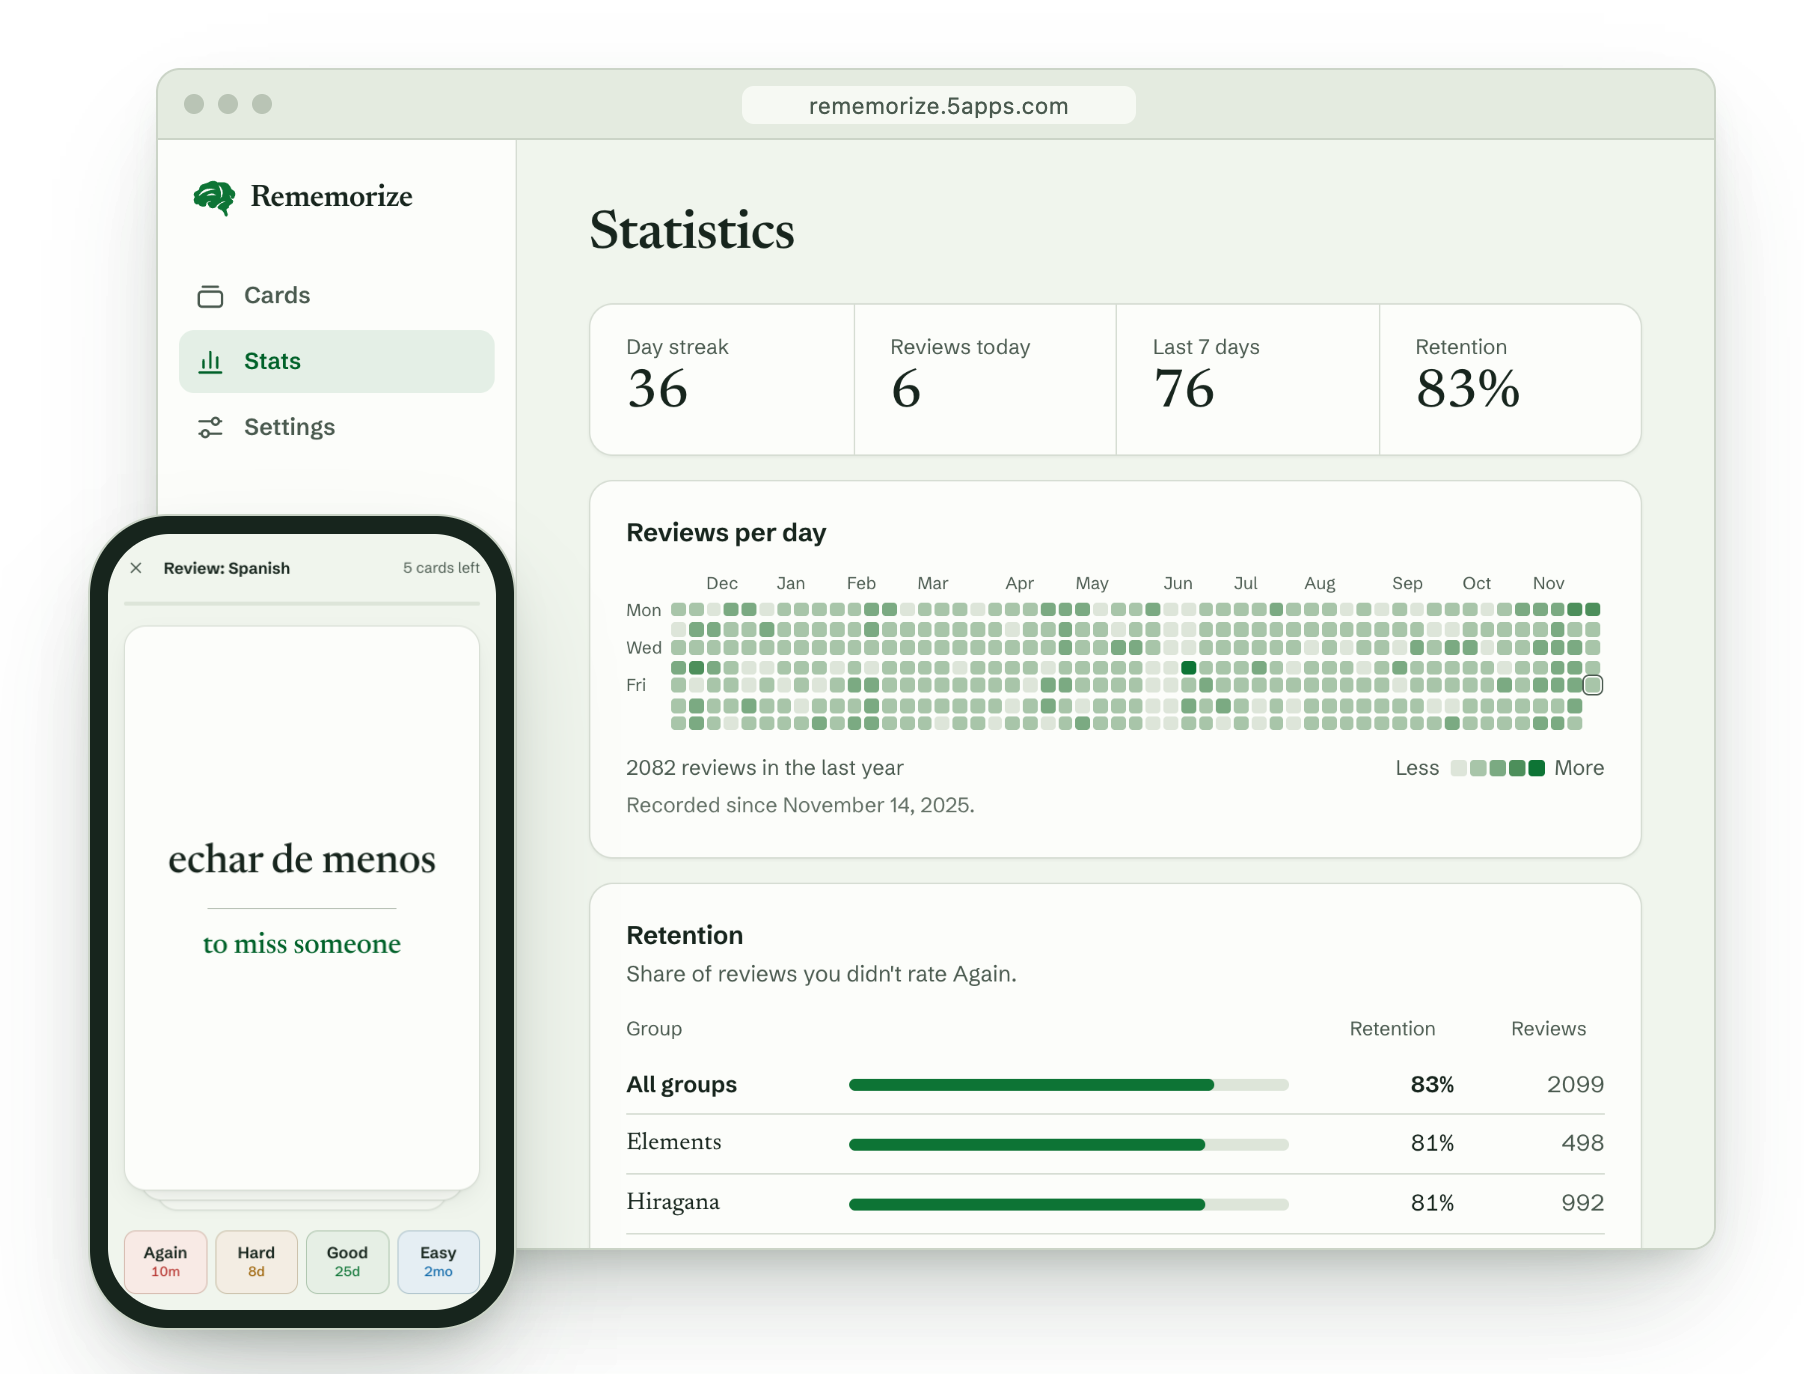 rememorize.5apps.com
Rememorize
Cards
Stats
Settings
Statistics
Day streak
36
Reviews today
6
Last 7 days
76
Retention
83%
Reviews per day
Dec Jan Feb Mar Apr May Jun Jul Aug Sep Oct Nov
Mon
Wed
Fri
2082 reviews in the last year
Less More
Recorded since November 14, 2025.
Retention
Share of reviews you didn't rate Again.
Group Retention Reviews
All groups 83% 2099
Elements 81% 498
Hiragana 81% 992
Review: Spanish 5 cards left
echar de menos
to miss someone
Again Hard Good Easy
10m 8d 25d 2mo